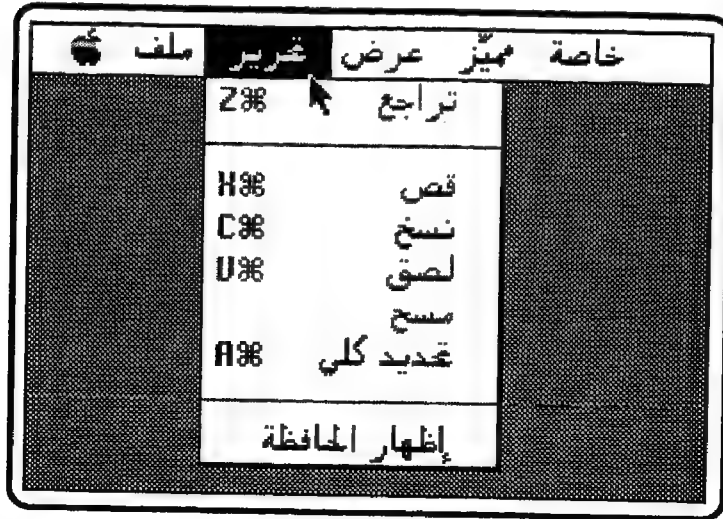 خاصة مميّز عرض تحرير ملف
تراجع Z⌘
قص X⌘
نسخ C⌘
لصق V⌘
مسح
تحديد كلي A⌘
إظهار الحافظة